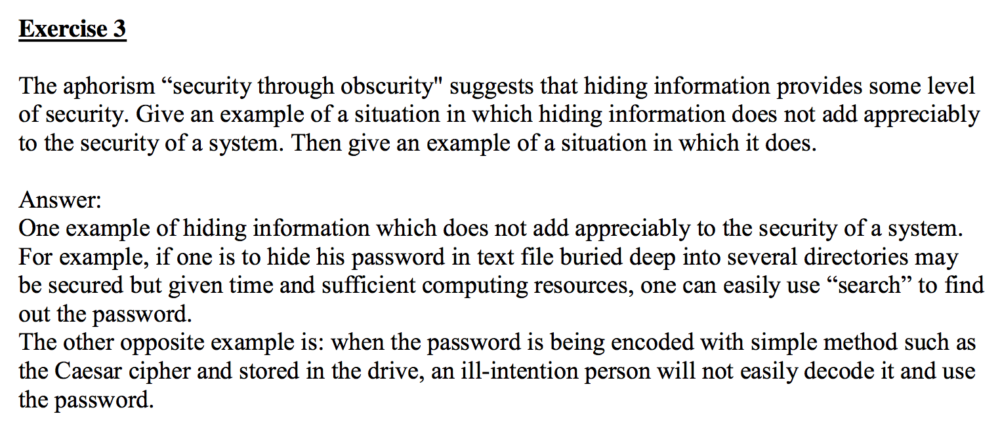 Exercise 3
The aphorism “security through obscurity" suggests that hiding information provides some level
of security. Give an example of a situation in which hiding information does not add appreciably
to the security of a system. Then give an example of a situation in which it does.
Answer:
One example of hiding information which does not add appreciably to the security of a system.
For example, if one is to hide his password in text file buried deep into several directories may
be secured but given time and sufficient computing resources, one can easily use “search” to find
out the password.
The other opposite example is: when the password is being encoded with simple method such as
the Caesar cipher and stored in the drive, an ill-intention person will not easily decode it and use
the password.